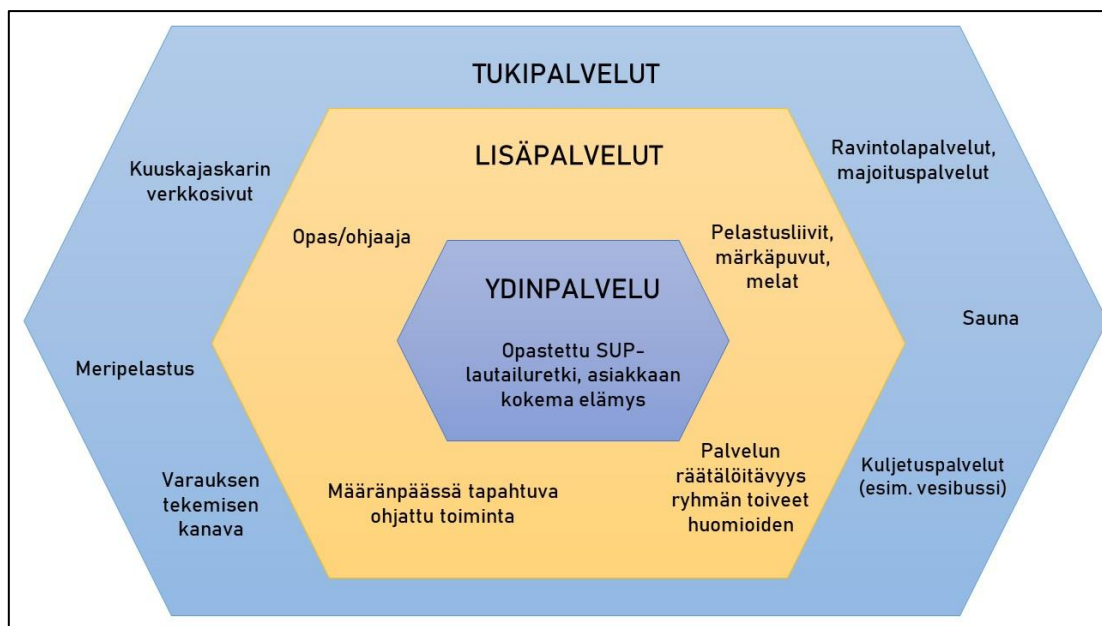 TUKIPALVELUT
Kuuskajaskarin
verkkosivut
Ravintolapalvelut,
majoituspalvelut
Meripelastus
Sauna
Varauksen
tekemisen
kanava
Kuljetuspalvelut
(esim. vesibussi)
LISÄPALVELUT
Opas/ohjaaja
Pelastusliivit,
märkäpuvut,
melat
Määränpäässä tapahtuva
ohjattu toiminta
Palvelun
räätälöitävyys
ryhmän toiveet
huomioiden
YDINPALVELU
Opastettu SUP-
lautailuretki, asiakkaan
kokema elämys